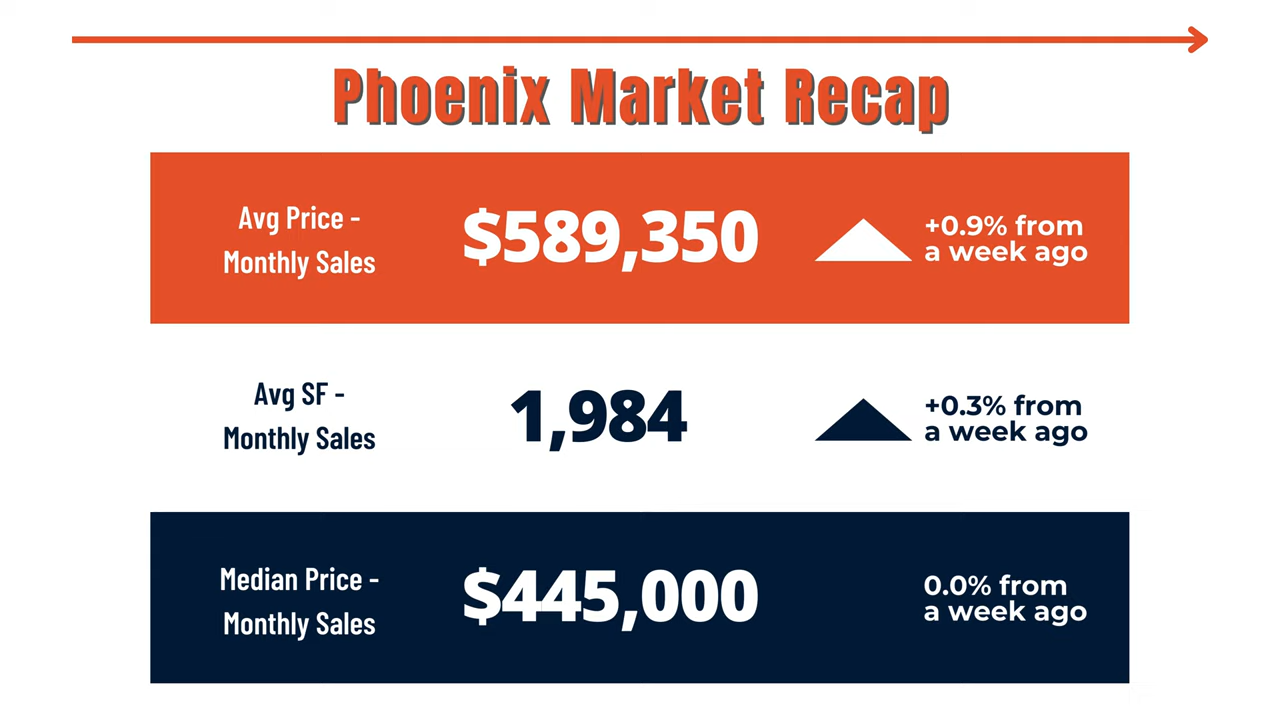 Phoenix Market Recap
Avg Price -
Monthly Sales
$589,350
+0.9% from
a week ago
Avg SF -
Monthly Sales
1,984
+0.3% from
a week ago
Median Price -
Monthly Sales
$445,000
0.0% from
a week ago